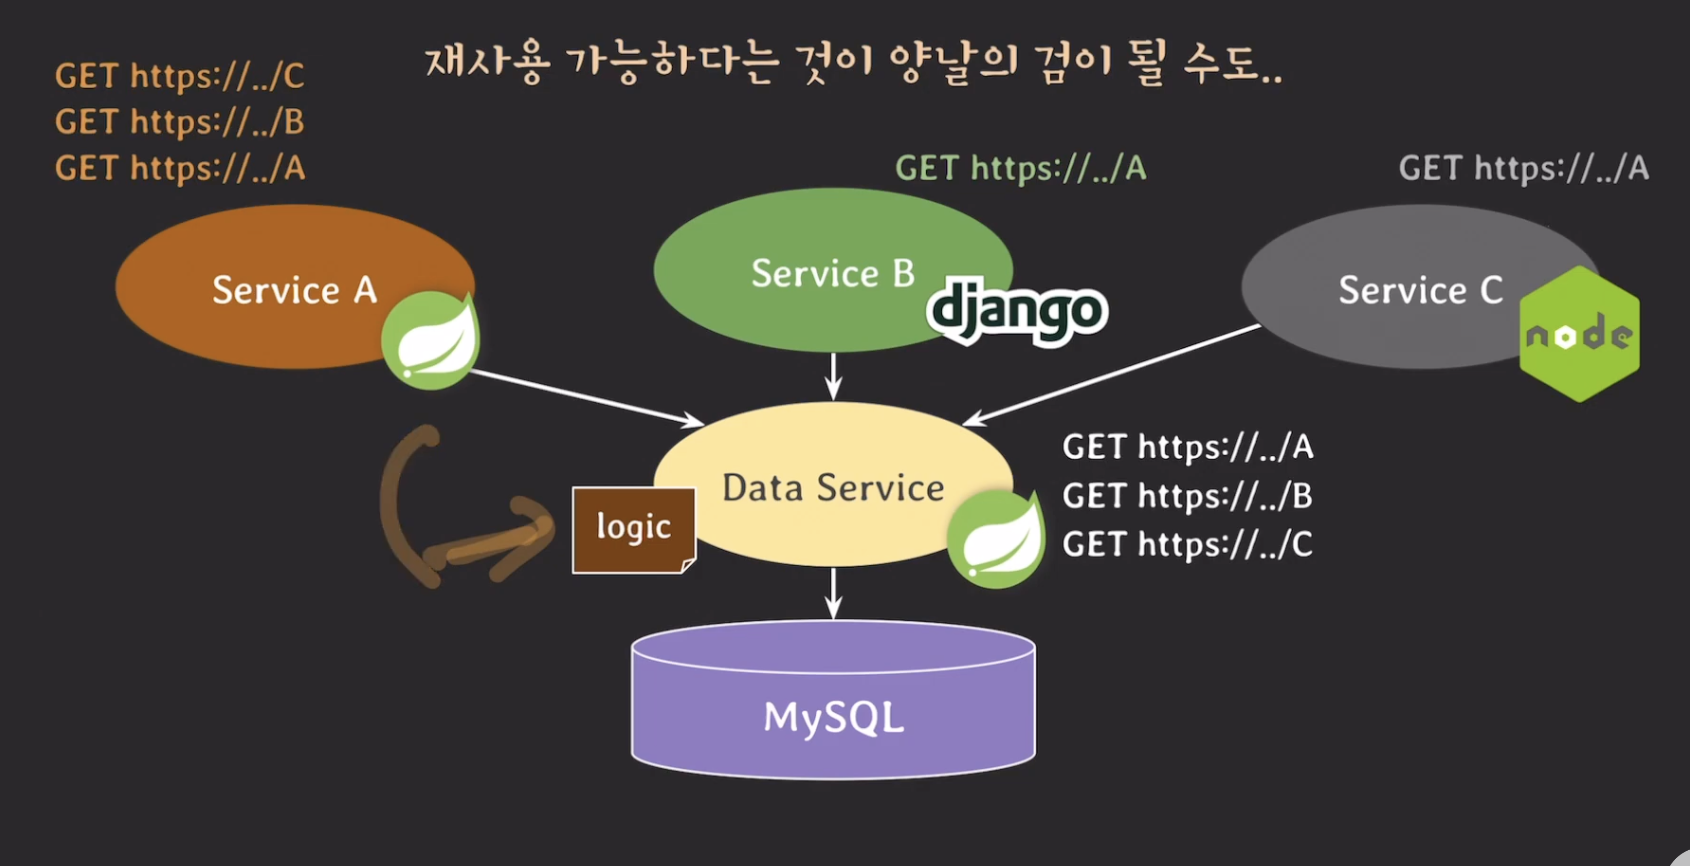 재사용 가능하다는 것이 양날의 검이 될 수도..
GET https://../C
GET https://../B
GET https://../A
GET https://../A
GET https://../A
Service A
Service B
django
Service C
node
Data Service
logic
GET https://../A
GET https://../B
GET https://../C
MySQL